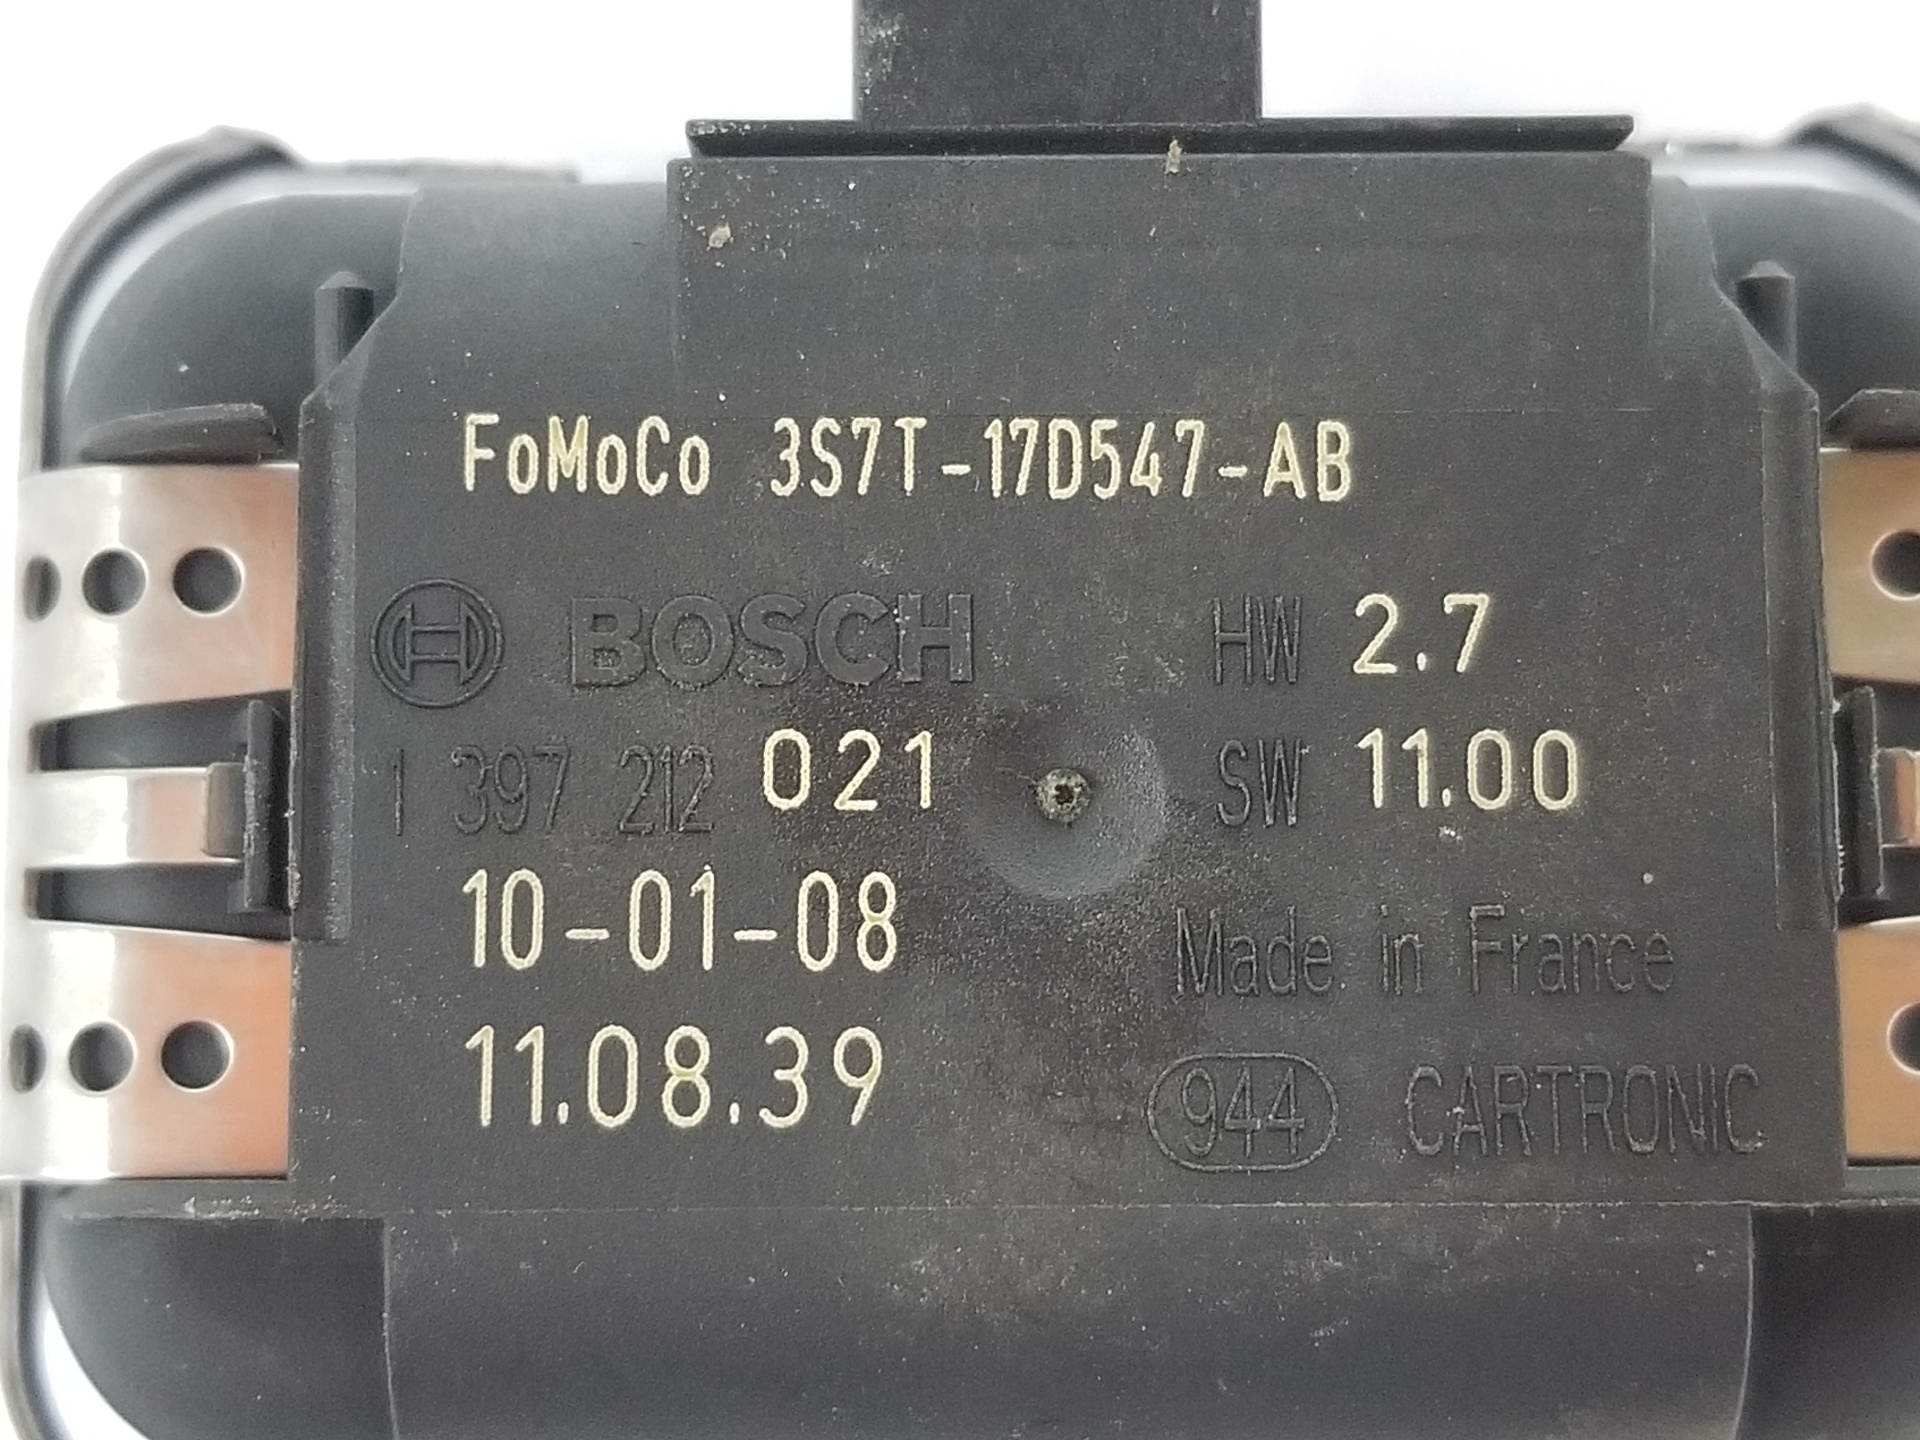 FoMoCo 3S7T-17D547-AB
BOSCH HW 2.7
1 397 212 021 SW 11.00
10-01-08 Made in France
11.08.39 944 CARTRONIC